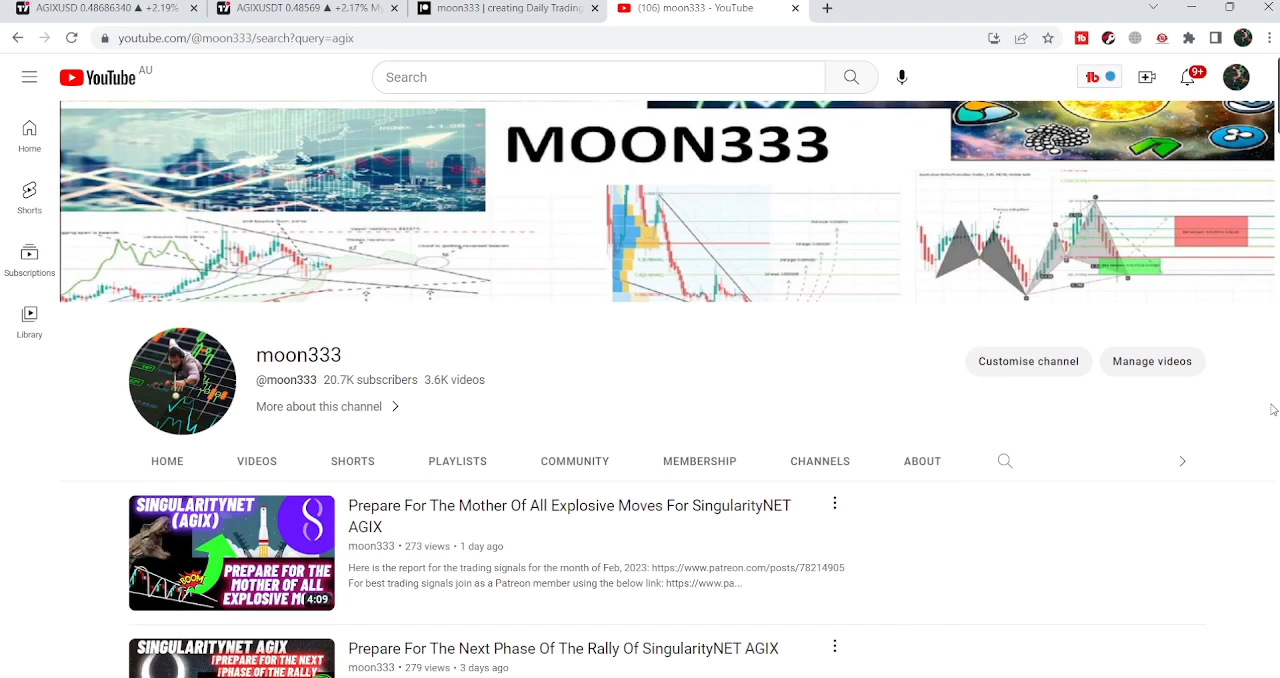 AGIXUSD 0.48686340 ▲ +2.19%
AGIXUSDT 0.48569 ▲ +2.17% My
moon333 | creating Daily Trading
(106) moon333 - YouTube
youtube.com/@moon333/search?query=agix
YouTube AU
Search
9+
MOON333
Home
Shorts
Subscriptions
Library
moon333
@moon333 20.7K subscribers 3.6K videos
More about this channel
Customise channel
Manage videos
HOME
VIDEOS
SHORTS
PLAYLISTS
COMMUNITY
MEMBERSHIP
CHANNELS
ABOUT
SINGULARITYNET
(AGIX)
BOOM
PREPARE FOR THE
MOTHER OF ALL
EXPLOSIVE M
4:09
Prepare For The Mother Of All Explosive Moves For SingularityNET
AGIX
moon333 • 273 views • 1 day ago
Here is the report for the trading signals for the month of Feb, 2023: https://www.patreon.com/posts/78214905
For best trading signals join as a Patreon member using the below link: https://www.pa...
SINGULARITYNET AGIX
PREPARE FOR THE NEXT
PHASE OF THE RALLY
Prepare For The Next Phase Of The Rally Of SingularityNET AGIX
moon333 • 279 views • 3 days ago